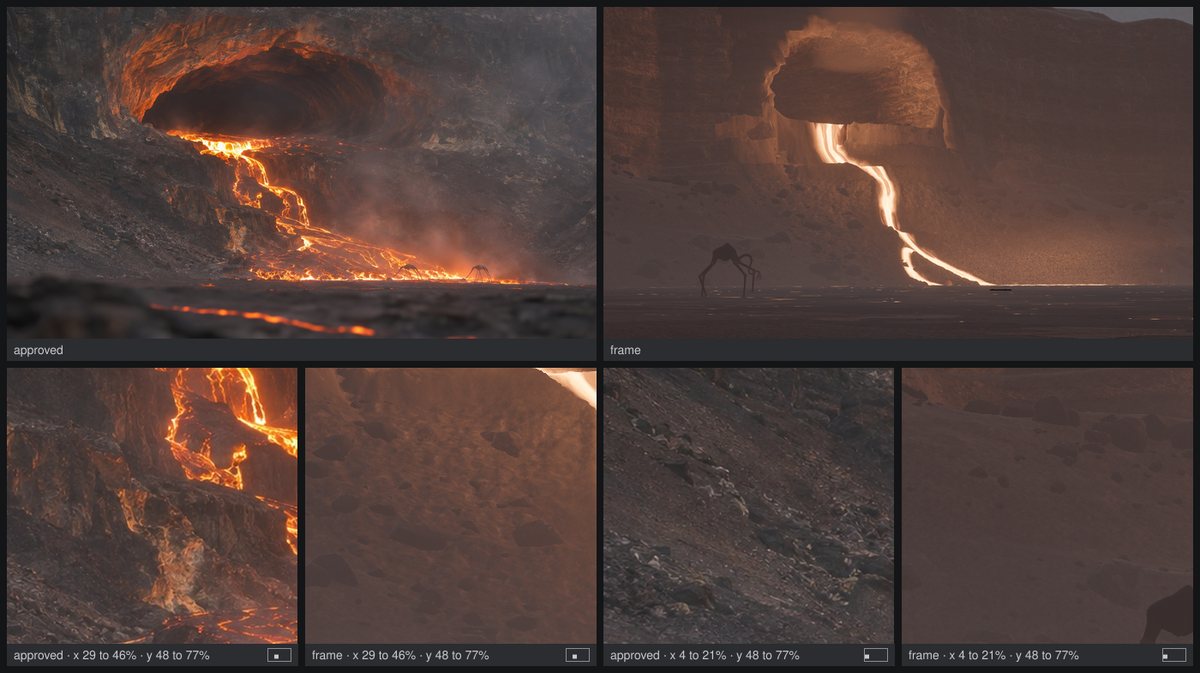 approved
frame
approved · x 29 to 46% · y 48 to 77%
frame · x 29 to 46% · y 48 to 77%
approved · x 4 to 21% · y 48 to 77%
frame · x 4 to 21% · y 48 to 77%